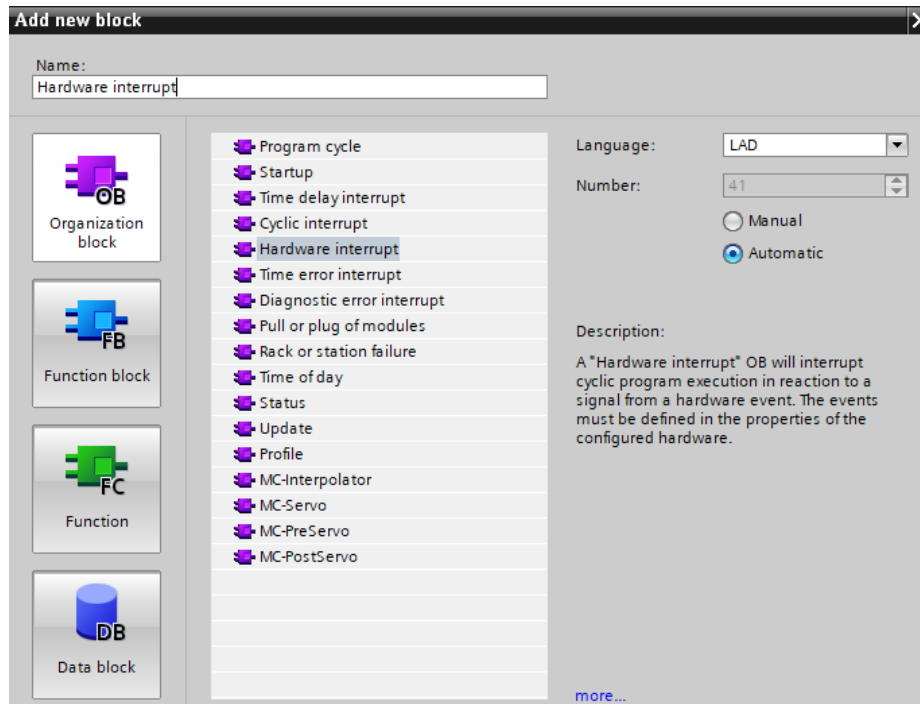 Add new block
Name:
Hardware interrupt
OB
Organization
block
FB
Function block
FC
Function
DB
Data block
Program cycle
Startup
Time delay interrupt
Cyclic interrupt
Hardware interrupt
Time error interrupt
Diagnostic error interrupt
Pull or plug of modules
Rack or station failure
Time of day
Status
Update
Profile
MC-Interpolator
MC-Servo
MC-PreServo
MC-PostServo
Language:
LAD
Number:
41
Manual
Automatic
Description:
A "Hardware interrupt" OB will interrupt
cyclic program execution in reaction to a
signal from a hardware event. The events
must be defined in the properties of the
configured hardware.
more...